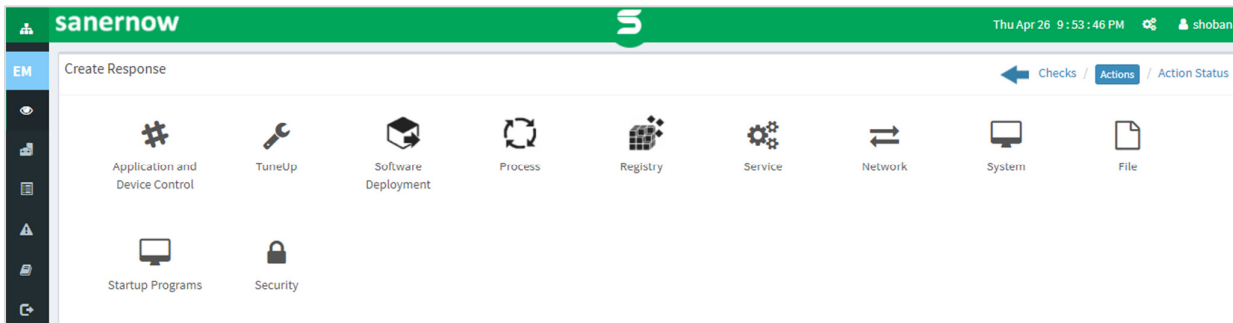 sanernow
Thu Apr 26 9:53:46 PM
shoban
EM
Create Response
Checks / Actions / Action Status
Application and
Device Control
TuneUp
Software
Deployment
Process
Registry
Service
Network
System
File
Startup Programs
Security